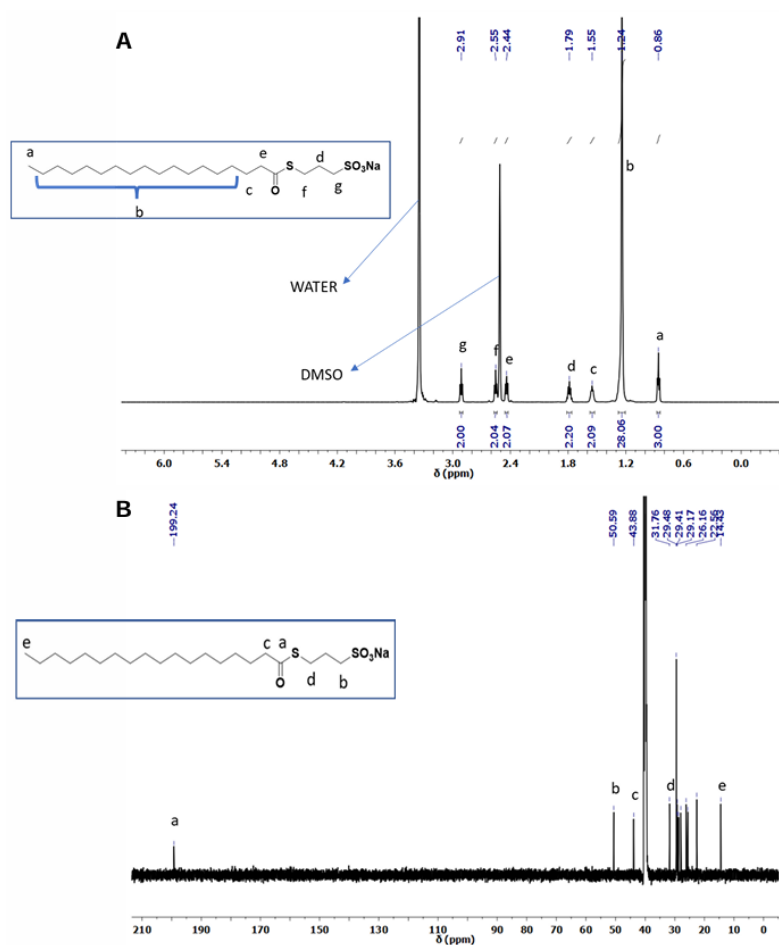 A
2.91
2.55
2.44
1.79
1.55
1.24
0.86
a
e
d
S
SO₃Na
O
c
f
g
b
b
WATER
DMSO
g
f
e
d
c
a
2.00
2.04
2.07
2.20
2.09
28.06
3.00
6.0 5.4 4.8 4.2 3.6 3.0 2.4 1.8 1.2 0.6 0.0
δ (ppm)
B
199.24
50.59
43.88
31.76
29.48
29.41
29.17
26.16
22.56
14.43
e
c
a
S
SO₃Na
O
d
b
a
b
c
d
e
210 190 170 150 130 110 90 80 70 60 50 40 30 20 10 0
δ (ppm)